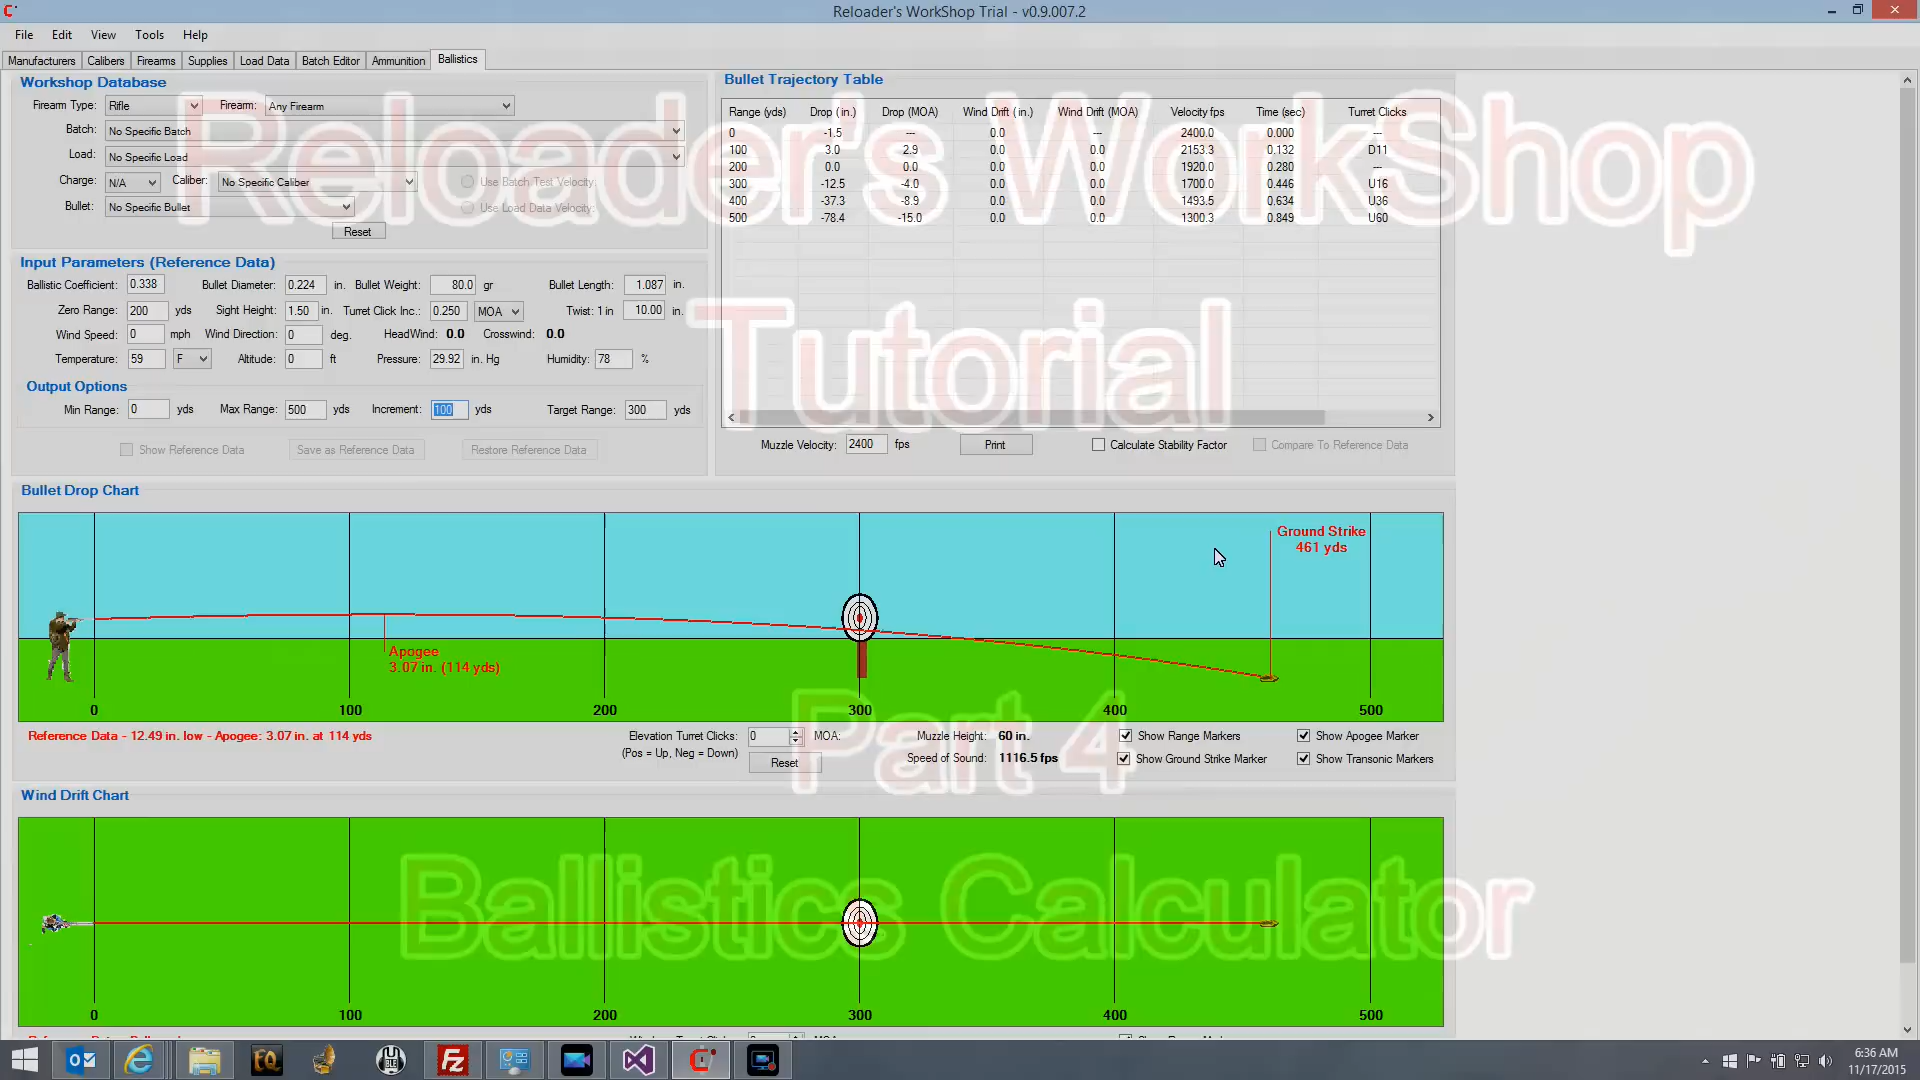 Reloader's WorkShop Trial - v0.9.007.2
File Edit View Tools Help
Manufacturers Calibers Firearms Supplies Load Data Batch Editor Ammunition Ballistics
Workshop Database
Firearm Type: Rifle Firearm: Any Firearm
Batch: No Specific Batch
Load: No Specific Load
Charge: N/A Caliber: No Specific Caliber Use Batch Test Velocity:
Bullet: No Specific Bullet Use Load Data Velocity:
Reset
Input Parameters (Reference Data)
Ballistic Coefficient: 0.338 Bullet Diameter: 0.224 in. Bullet Weight: 80.0 gr Bullet Length: 1.087 in.
Zero Range: 200 yds Sight Height: 1.50 in. Turret Click Inc.: 0.250 MOA Twist: 1 in 10.00 in.
Wind Speed: 0 mph Wind Direction: 0 deg. HeadWind: 0.0 Crosswind: 0.0
Temperature: 59 F Altitude: 0 ft Pressure: 29.92 in. Hg Humidity: 78 %
Output Options
Min Range: 0 yds Max Range: 500 yds Increment: 100 yds Target Range: 300 yds
Show Reference Data Save as Reference Data Restore Reference Data
Bullet Trajectory Table
Range (yds) Drop (in.) Drop (MOA) Wind Drift (in.) Wind Drift (MOA) Velocity fps Time (sec) Turret Clicks
0 -1.5 --- 0.0 --- 2400.0 0.000 ---
100 3.0 2.9 0.0 0.0 2153.3 0.132 D11
200 0.0 0.0 0.0 0.0 1920.0 0.280 ---
300 -12.5 -4.0 0.0 0.0 1700.0 0.446 U16
400 -37.3 -8.9 0.0 0.0 1493.5 0.634 U36
500 -78.4 -15.0 0.0 0.0 1300.3 0.849 U60
Muzzle Velocity: 2400 fps Print Calculate Stability Factor Compare To Reference Data
Reloader's WorkShop
Tutorial
Part 4
Ballistics Calculator
Bullet Drop Chart
Ground Strike
461 yds
Apogee
3.07 in. (114 yds)
0 100 200 300 400 500
Reference Data - 12.49 in. low - Apogee: 3.07 in. at 114 yds
Elevation Turret Clicks: 0 MOA: Muzzle Height: 60 in. Show Range Markers Show Apogee Marker
(Pos = Up, Neg = Down) Reset Speed of Sound: 1116.5 fps Show Ground Strike Marker Show Transonic Markers
Wind Drift Chart
0 100 200 300 400 500
6:36 AM
11/17/2015